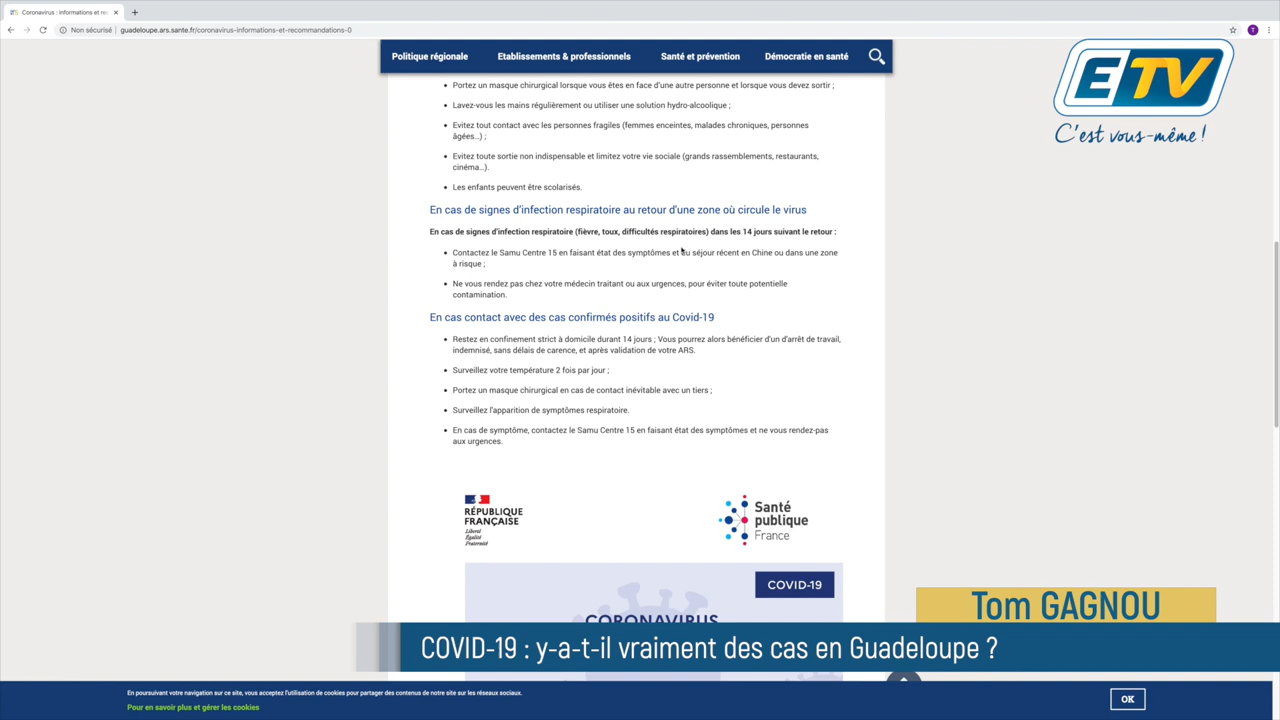 Coronavirus : informations et re
Non sécurisé
guadeloupe.ars.sante.fr/coronavirus-informations-et-recommandations-0
T
Politique régionale
Etablissements & professionnels
Santé et prévention
Démocratie en santé
ETV
C'est vous-même !
Portez un masque chirurgical lorsque vous êtes en face d'une autre personne et lorsque vous devez sortir ;
Lavez-vous les mains régulièrement ou utiliser une solution hydro-alcoolique ;
Evitez tout contact avec les personnes fragiles (femmes enceintes, malades chroniques, personnes
âgées...) ;
Evitez toute sortie non indispensable et limitez votre vie sociale (grands rassemblements, restaurants,
cinéma...).
Les enfants peuvent être scolarisés.
En cas de signes d'infection respiratoire au retour d'une zone où circule le virus
En cas de signes d'infection respiratoire (fièvre, toux, difficultés respiratoires) dans les 14 jours suivant le retour :
Contactez le Samu Centre 15 en faisant état des symptômes et du séjour récent en Chine ou dans une zone
à risque ;
Ne vous rendez pas chez votre médecin traitant ou aux urgences, pour éviter toute potentielle
contamination.
En cas contact avec des cas confirmés positifs au Covid-19
Restez en confinement strict à domicile durant 14 jours ; Vous pourrez alors bénéficier d'un d'arrêt de travail,
indemnisé, sans délais de carence, et après validation de votre ARS.
Surveillez votre température 2 fois par jour ;
Portez un masque chirurgical en cas de contact inévitable avec un tiers ;
Surveillez l'apparition de symptômes respiratoire.
En cas de symptôme, contactez le Samu Centre 15 en faisant état des symptômes et ne vous rendez-pas
aux urgences.
RÉPUBLIQUE
FRANÇAISE
Liberté
Égalité
Fraternité
Santé
publique
France
COVID-19
CORONAVIRUS
Tom GAGNOU
COVID-19 : y-a-t-il vraiment des cas en Guadeloupe ?
En poursuivant votre navigation sur ce site, vous acceptez l'utilisation de cookies pour partager des contenus de notre site sur les réseaux sociaux.
Pour en savoir plus et gérer les cookies
OK